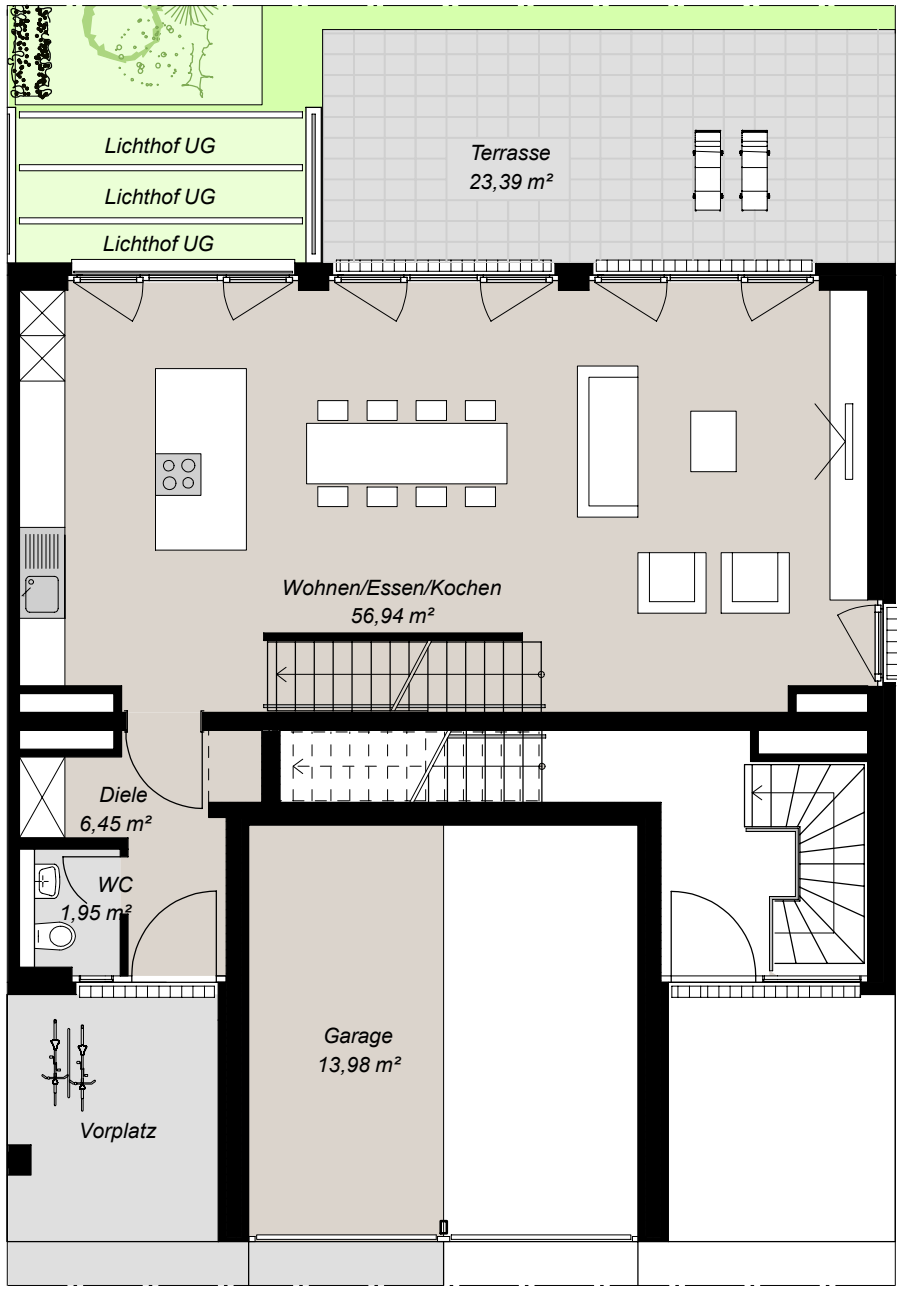 Lichthof UG
Terrasse
23,39 m²
Lichthof UG
Lichthof UG
Wohnen/Essen/Kochen
56,94 m²
Diele
6,45 m²
WC
1,95 m²
Garage
13,98 m²
Vorplatz